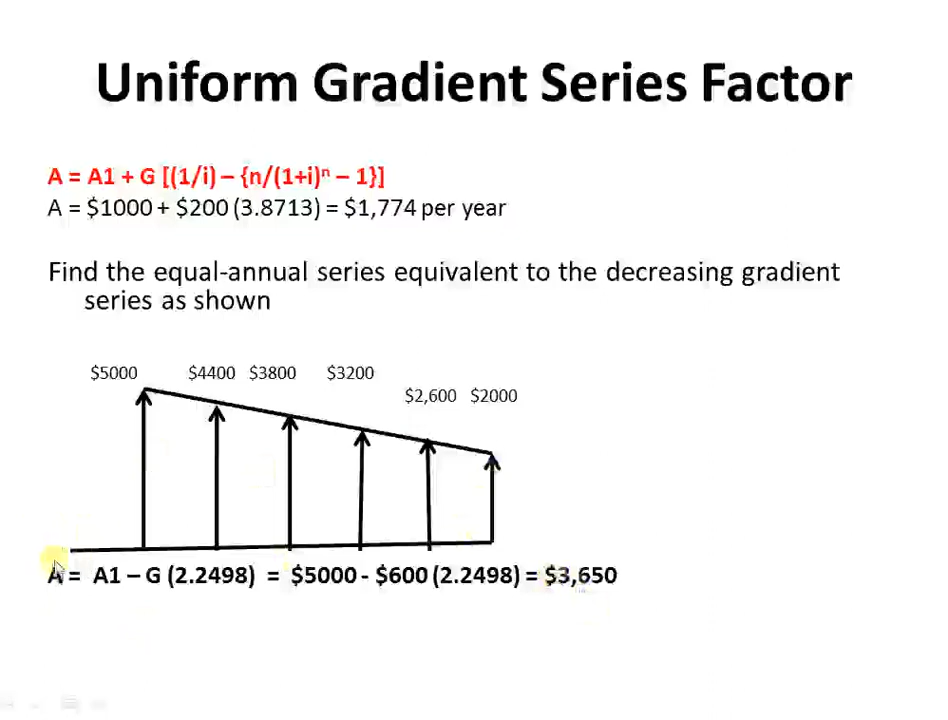 Uniform Gradient Series Factor
A = A1 + G [(1/i) – {n/(1+i)ⁿ – 1}]
A = $1000 + $200 (3.8713) = $1,774 per year
Find the equal-annual series equivalent to the decreasing gradient
series as shown
$5000 $4400 $3800 $3200
$2,600 $2000
A = A1 – G (2.2498) = $5000 - $600 (2.2498) = $3,650